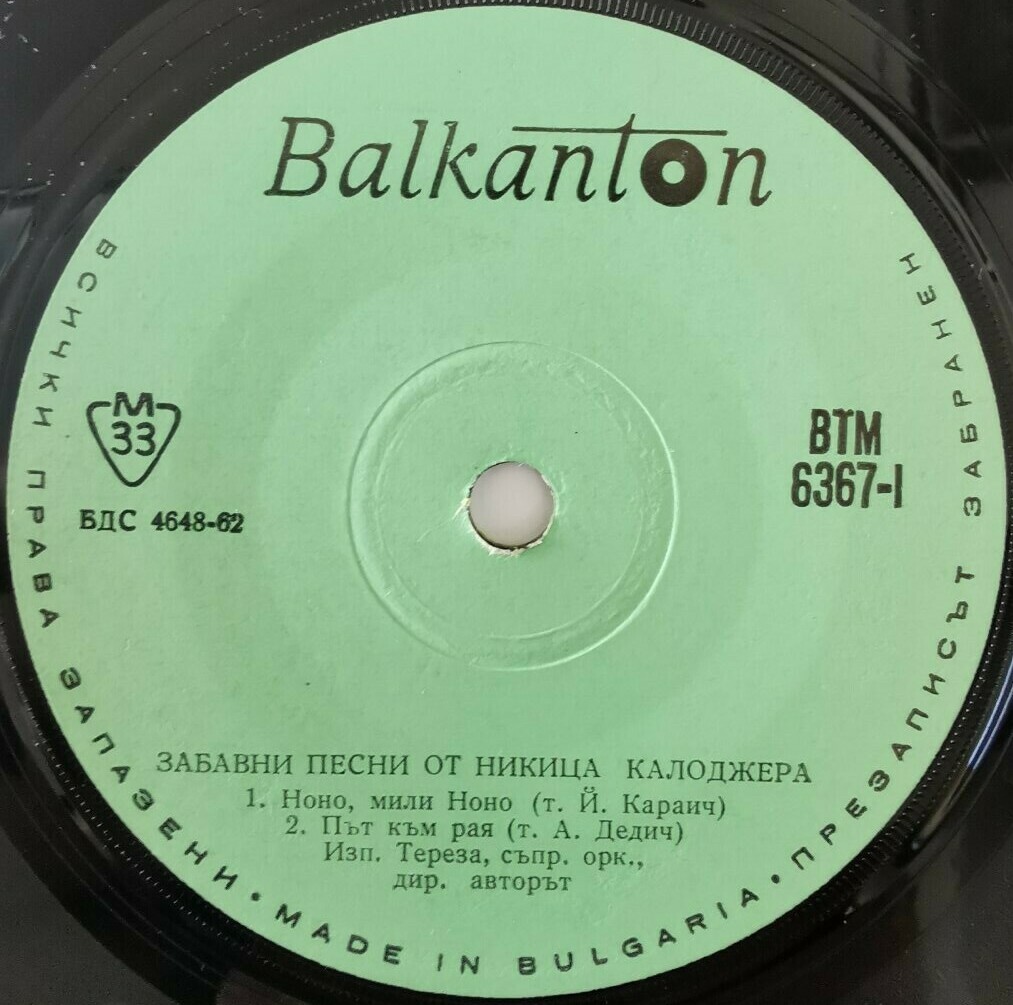 Balkanton
ВСИЧКИ ПРАВА ЗАПАЗЕНИ • MADE IN BULGARIA • ПРЕЗАПИСЪТ ЗАБРАНЕН
М
33
БДС 4648-62
ВТМ
6367-I
ЗАБАВНИ ПЕСНИ ОТ НИКИЦА КАЛОДЖЕРА
1. Ноно, мили Ноно (т. Й. Караич)
2. Път към рая (т. А. Дедич)
Изп. Тереза, съпр. орк.,
дир. авторът